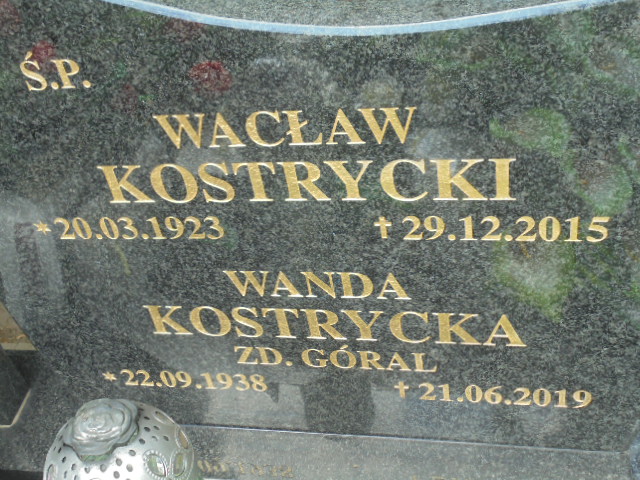 Ś.P.
WACŁAW
KOSTRYCKI
*20.03.1923 †29.12.2015
WANDA
KOSTRYCKA
ZD. GÓRAL
*22.09.1938 †21.06.2019